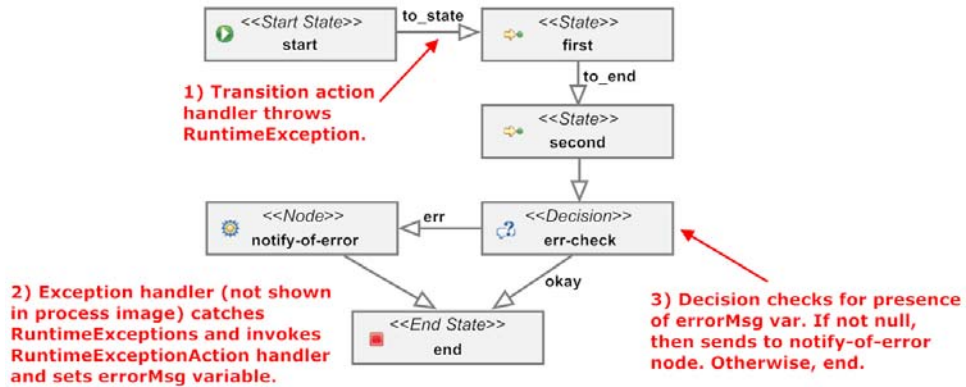 <<Start State>>
start
to_state
<<State>>
first
1) Transition action
handler throws
RuntimeException.
to_end
<<State>>
second
<<Node>>
notify-of-error
err
<<Decision>>
err-check
okay
2) Exception handler (not shown
in process image) catches
RuntimeExceptions and invokes
RuntimeExceptionAction handler
and sets errorMsg variable.
<<End State>>
end
3) Decision checks for presence
of errorMsg var. If not null,
then sends to notify-of-error
node. Otherwise, end.